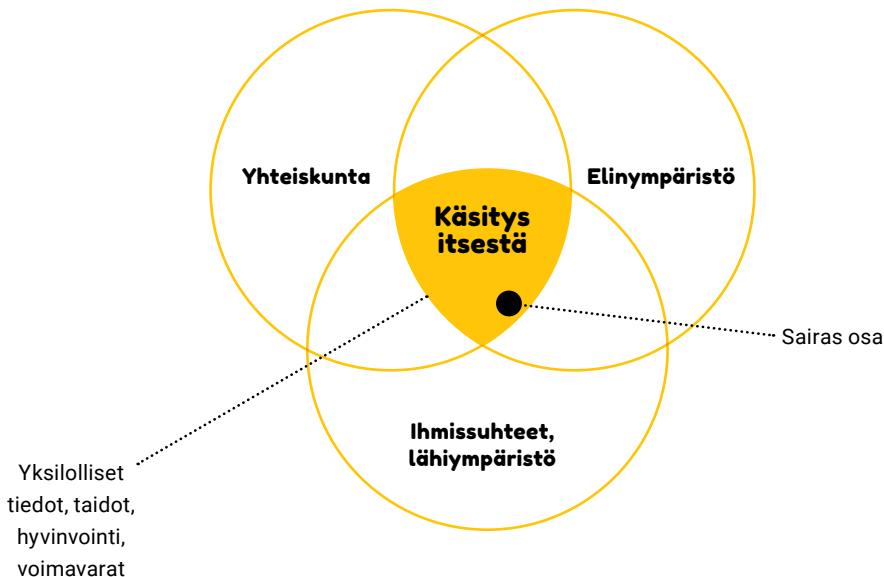 Yhteiskunta
Elinympäristö
Käsitys
itsestä
Sairas osa
Ihmissuhteet,
lähiympäristö
Yksilolliset
tiedot, taidot,
hyvinvointi,
voimavarat